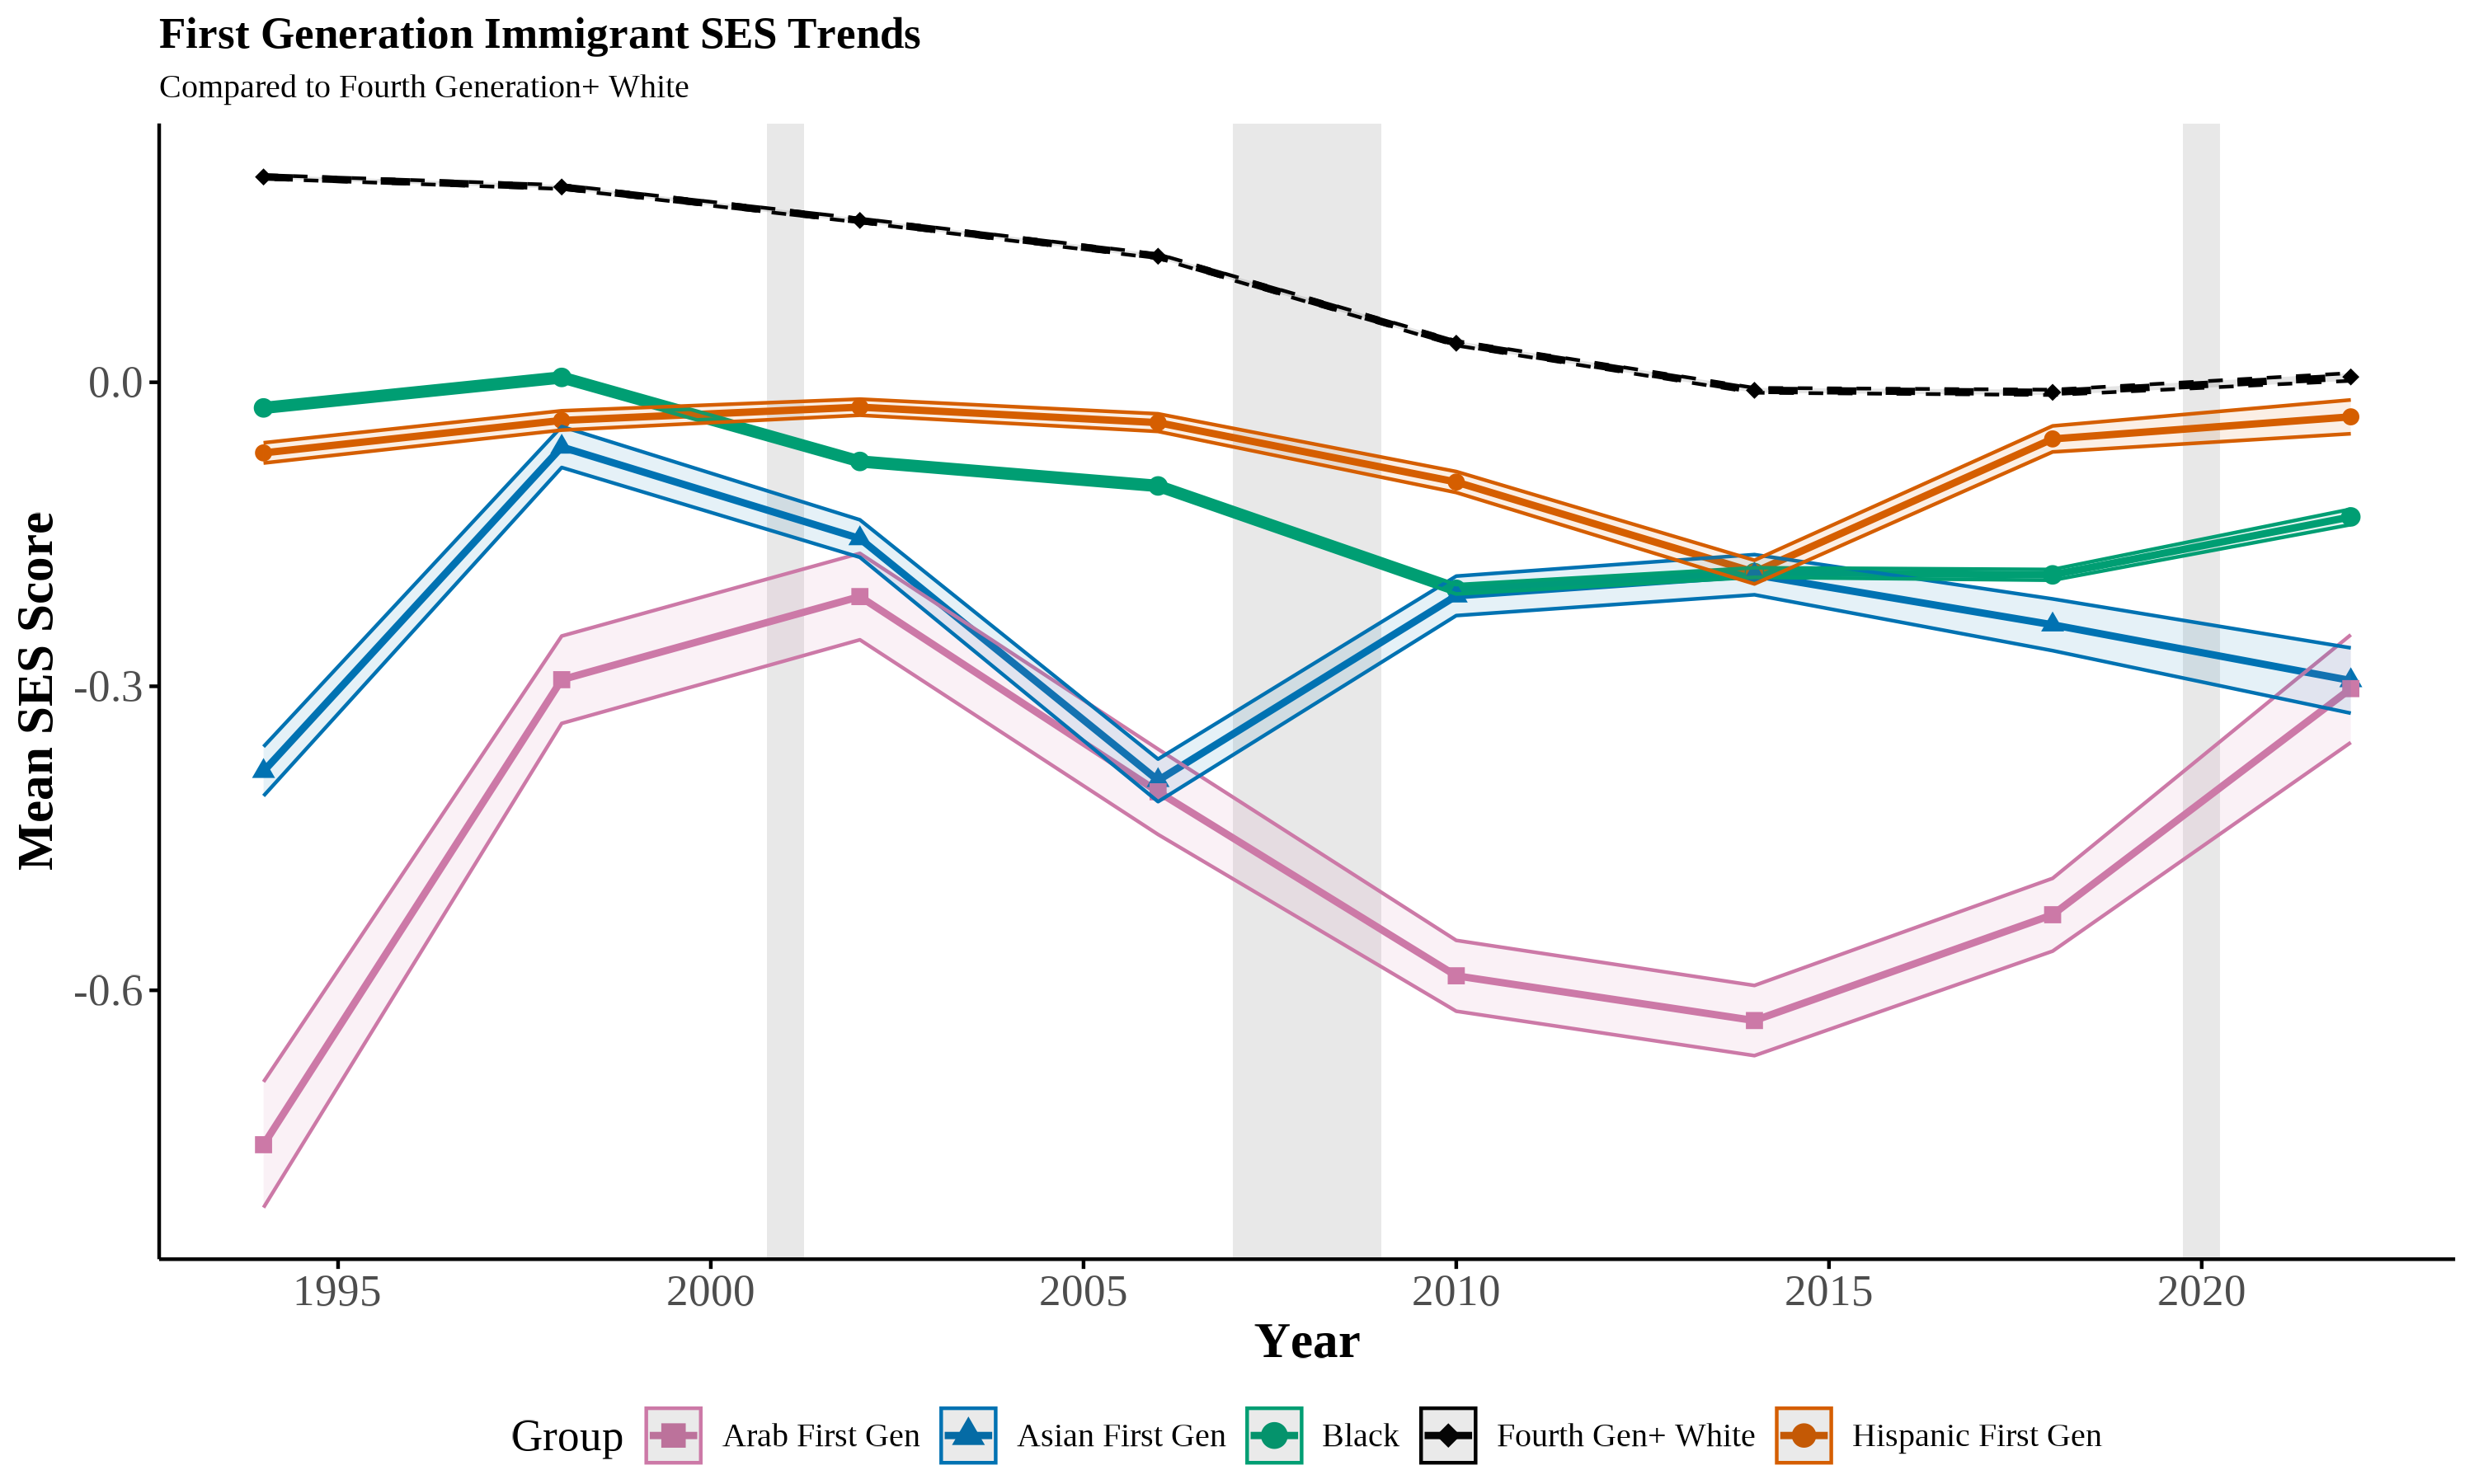 First Generation Immigrant SES Trends
Compared to Fourth Generation+ White
Mean SES Score
0.0
-0.3
-0.6
1995 2000 2005 2010 2015 2020
Year
Group Arab First Gen Asian First Gen Black Fourth Gen+ White Hispanic First Gen